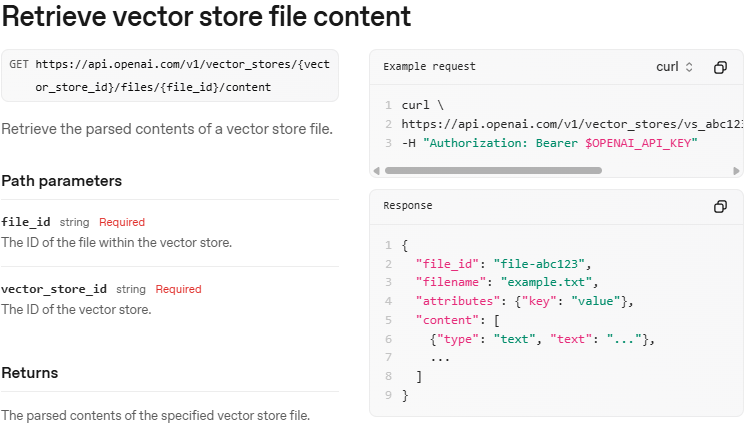 Retrieve vector store file content
GET https://api.openai.com/v1/vector_stores/{vect
or_store_id}/files/{file_id}/content
Retrieve the parsed contents of a vector store file.
Path parameters
file_id string Required
The ID of the file within the vector store.
vector_store_id string Required
The ID of the vector store.
Returns
The parsed contents of the specified vector store file.
Example request curl
1 curl \
2 https://api.openai.com/v1/vector_stores/vs_abc123
3 -H "Authorization: Bearer $OPENAI_API_KEY"
Response
1 {
2 "file_id": "file-abc123",
3 "filename": "example.txt",
4 "attributes": {"key": "value"},
5 "content": [
6 {"type": "text", "text": "..."},
7 ...
8 ]
9 }